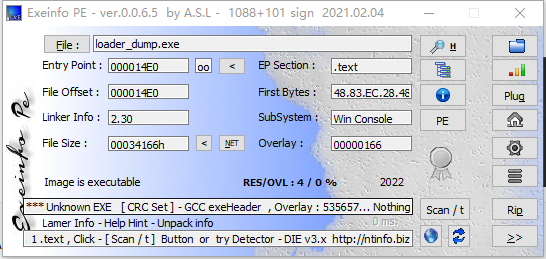 Exeinfo PE - ver.0.0.6.5 by A.S.L - 1088+101 sign 2021.02.04
File : loader_dump.exe H
Entry Point : 000014E0 oo < EP Section : .text
File Offset : 000014E0 First Bytes : 48.83.EC.28.48 Plug
Linker Info : 2.30 SubSystem : Win Console PE
File Size : 00034166h < NET Overlay : 00000166
Image is executable RES/OVL : 4 / 0 % 2022
*** Unknown EXE [ CRC Set ] - GCC exeHeader , Overlay : 535657... Nothing Scan / t Rip
Lamer Info - Help Hint - Unpack info 0 ms.
1 .text , Click - [ Scan / t ] Button or try Detector - DIE v3.x http://ntinfo.biz >>
Exeinfo Pe